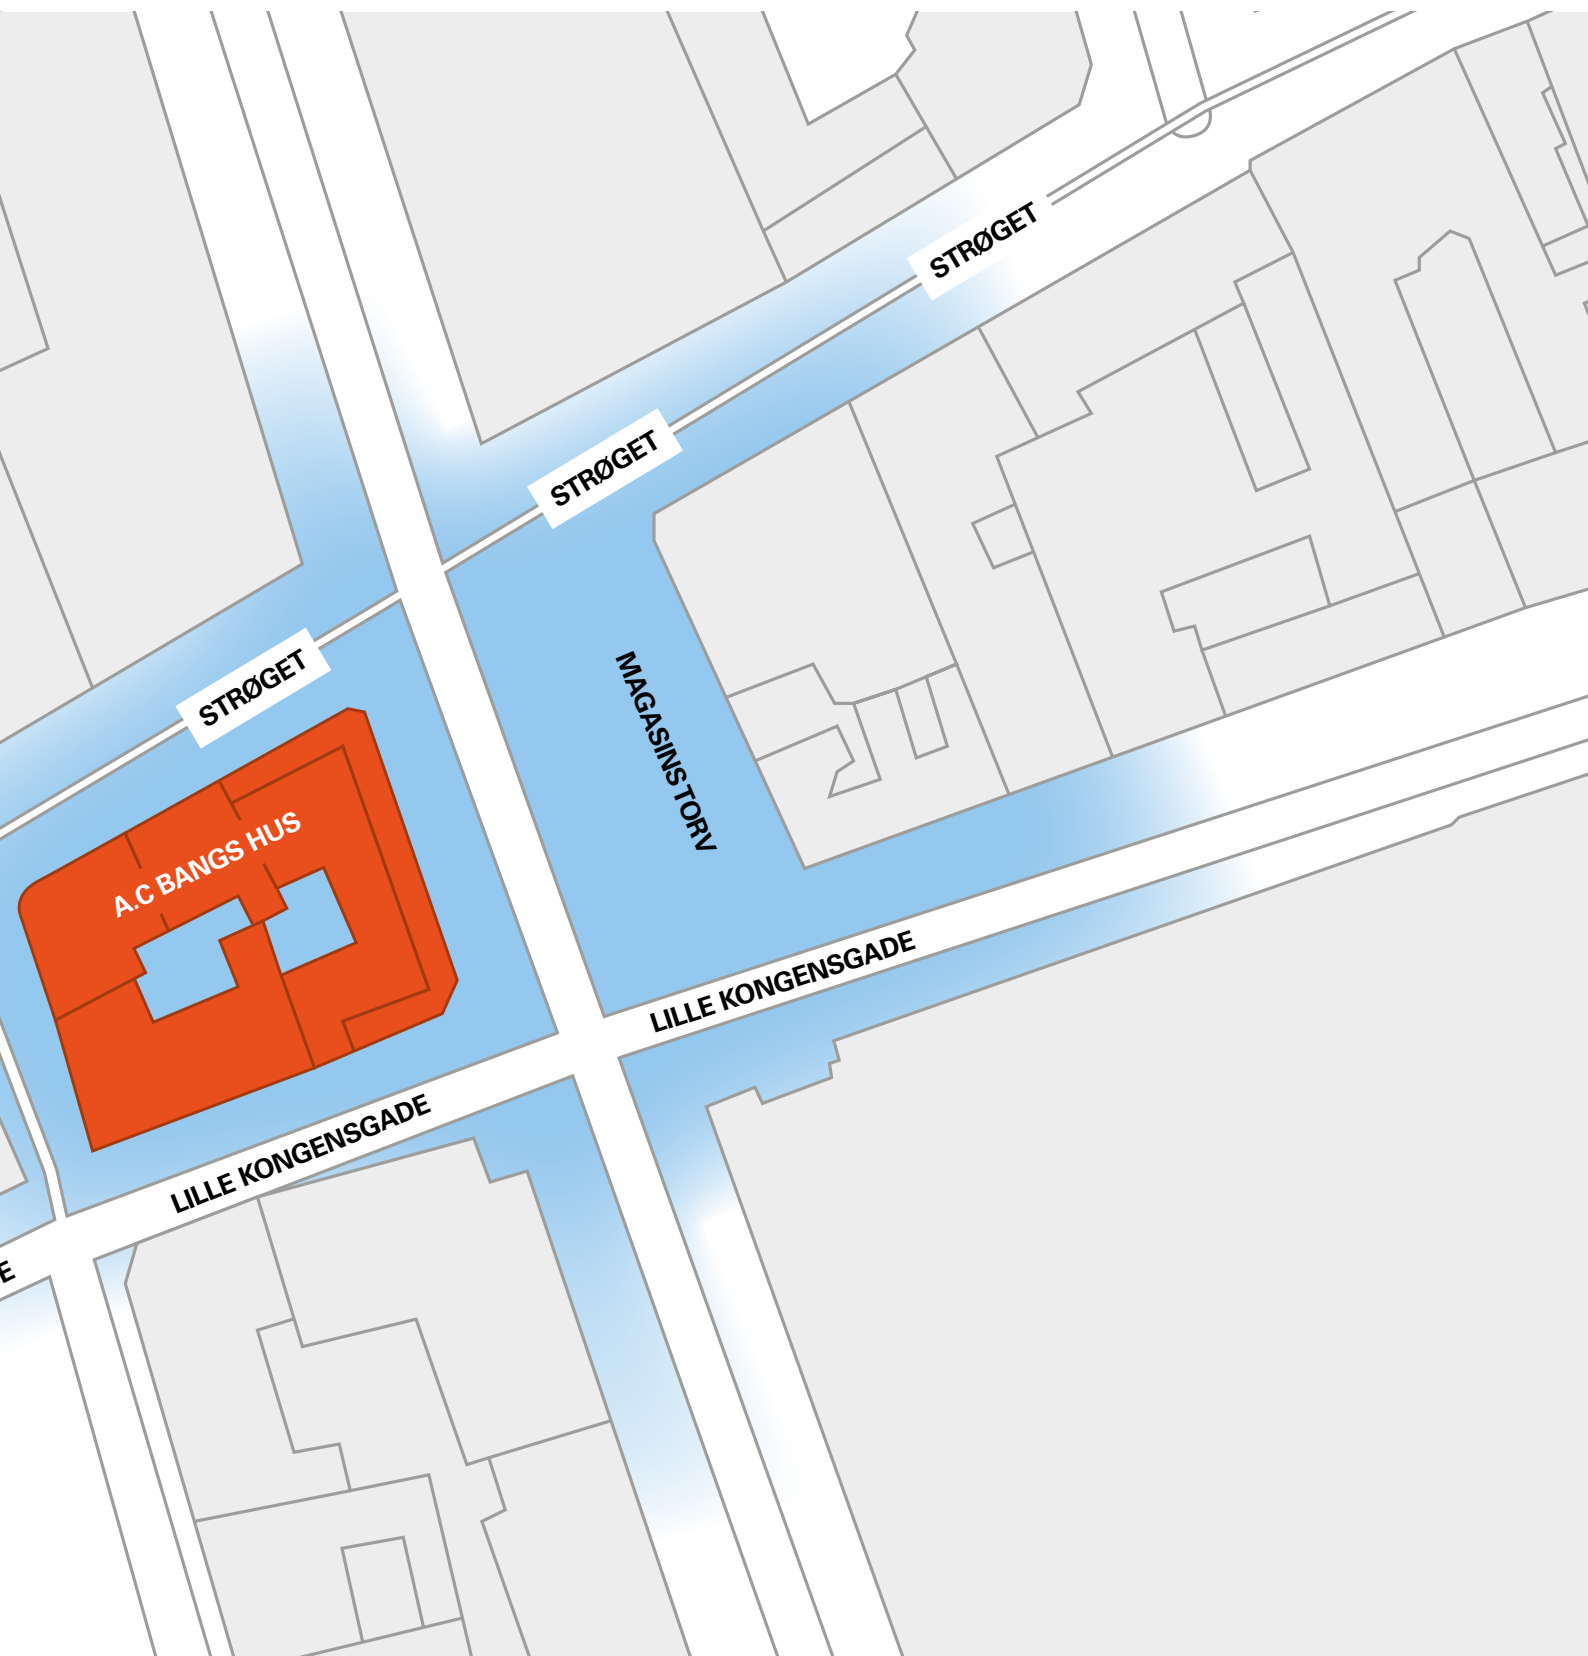 STRØGET
STRØGET
STRØGET
MAGASINS TORV
A.C BANGS HUS
LILLE KONGENSGADE
LILLE KONGENSGADE
E